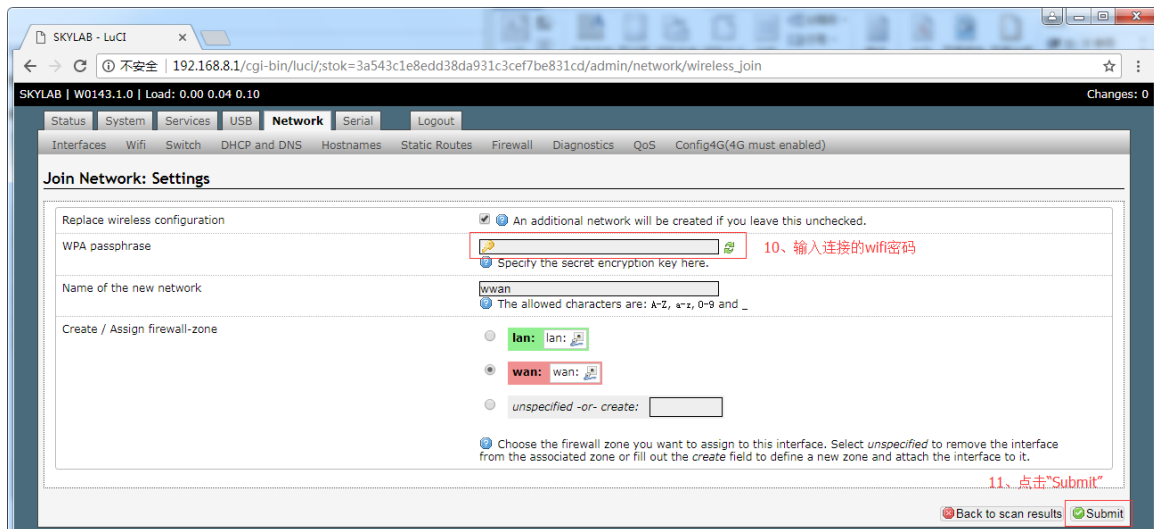 SKYLAB - LuCI
不安全 | 192.168.8.1/cgi-bin/luci/;stok=3a543c1e8edd38da931c3cef7be831cd/admin/network/wireless_join
SKYLAB | W0143.1.0 | Load: 0.00 0.04 0.10 Changes: 0
Status System Services USB Network Serial Logout
Interfaces Wifi Switch DHCP and DNS Hostnames Static Routes Firewall Diagnostics QoS Config4G(4G must enabled)
Join Network: Settings
Replace wireless configuration An additional network will be created if you leave this unchecked.
WPA passphrase 10、输入连接的wifi密码
Specify the secret encryption key here.
Name of the new network wwan
The allowed characters are: A-Z, a-z, 0-9 and _
Create / Assign firewall-zone
lan: lan:
wan: wan:
unspecified -or- create:
Choose the firewall zone you want to assign to this interface. Select unspecified to remove the interface
from the associated zone or fill out the create field to define a new zone and attach the interface to it.
11、点击"Submit"
Back to scan results Submit